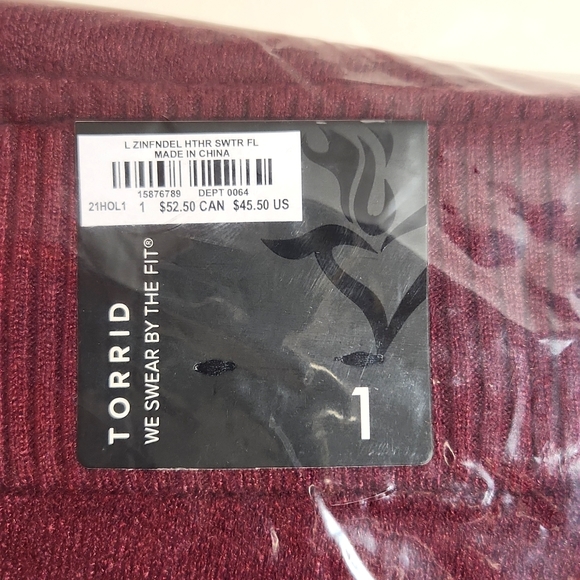 L ZINFNDEL HTHR SWTR FL
MADE IN CHINA
15876789 DEPT 0064
21HOL1 1 $52.50 CAN $45.50 US
TORRID
WE SWEAR BY THE FIT®
1